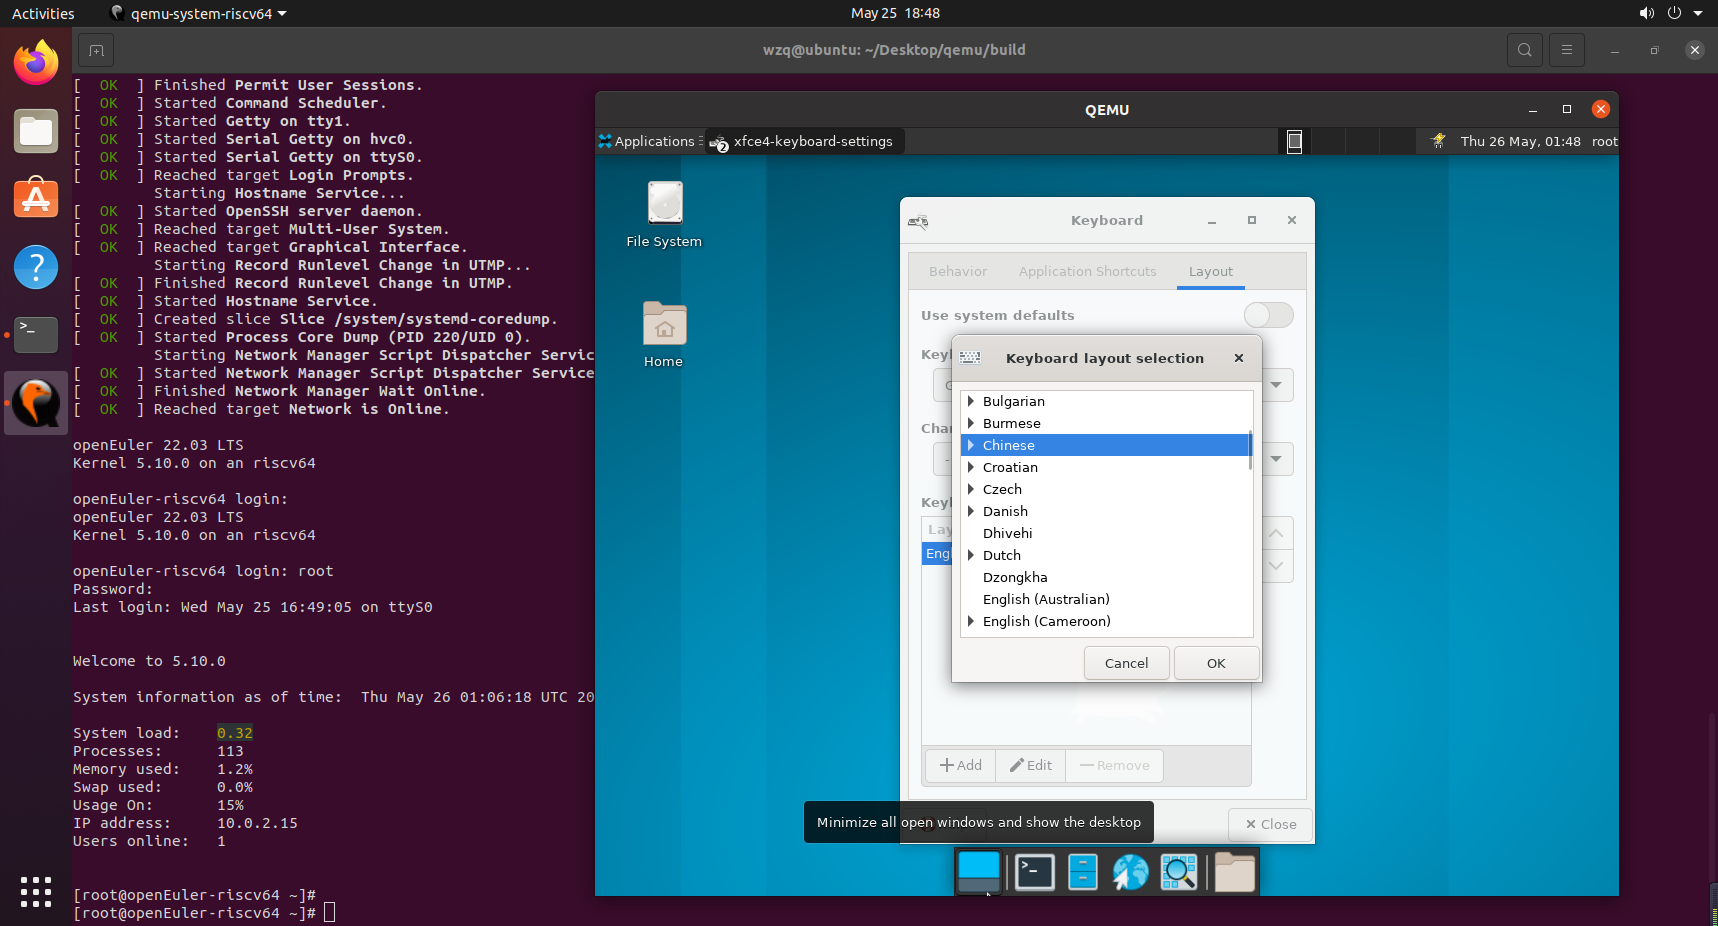 Activities
qemu-system-riscv64
May 25 18:48
wzq@ubuntu: ~/Desktop/qemu/build
[ OK ] Finished Permit User Sessions.
[ OK ] Started Command Scheduler.
[ OK ] Started Getty on tty1.
[ OK ] Started Serial Getty on hvc0.
[ OK ] Started Serial Getty on ttyS0.
[ OK ] Reached target Login Prompts.
Starting Hostname Service...
[ OK ] Started OpenSSH server daemon.
[ OK ] Reached target Multi-User System.
[ OK ] Reached target Graphical Interface.
Starting Record Runlevel Change in UTMP...
[ OK ] Finished Record Runlevel Change in UTMP.
[ OK ] Started Hostname Service.
[ OK ] Created slice Slice /system/systemd-coredump.
[ OK ] Started Process Core Dump (PID 220/UID 0).
Starting Network Manager Script Dispatcher Servic
[ OK ] Started Network Manager Script Dispatcher Service
[ OK ] Finished Network Manager Wait Online.
[ OK ] Reached target Network is Online.
openEuler 22.03 LTS
Kernel 5.10.0 on an riscv64
openEuler-riscv64 login:
openEuler 22.03 LTS
Kernel 5.10.0 on an riscv64
openEuler-riscv64 login: root
Password:
Last login: Wed May 25 16:49:05 on ttyS0
Welcome to 5.10.0
System information as of time: Thu May 26 01:06:18 UTC 20
System load: 0.32
Processes: 113
Memory used: 1.2%
Swap used: 0.0%
Usage On: 15%
IP address: 10.0.2.15
Users online: 1
[root@openEuler-riscv64 ~]#
[root@openEuler-riscv64 ~]#
QEMU
Applications
2
xfce4-keyboard-settings
Thu 26 May, 01:48
root
File System
Home
Keyboard
Behavior
Application Shortcuts
Layout
Use system defaults
Key
G
Cha
-
Key
Lay
Engl
Keyboard layout selection
Bulgarian
Burmese
Chinese
Croatian
Czech
Danish
Dhivehi
Dutch
Dzongkha
English (Australian)
English (Cameroon)
Cancel
OK
Add
Edit
Remove
Close
Minimize all open windows and show the desktop